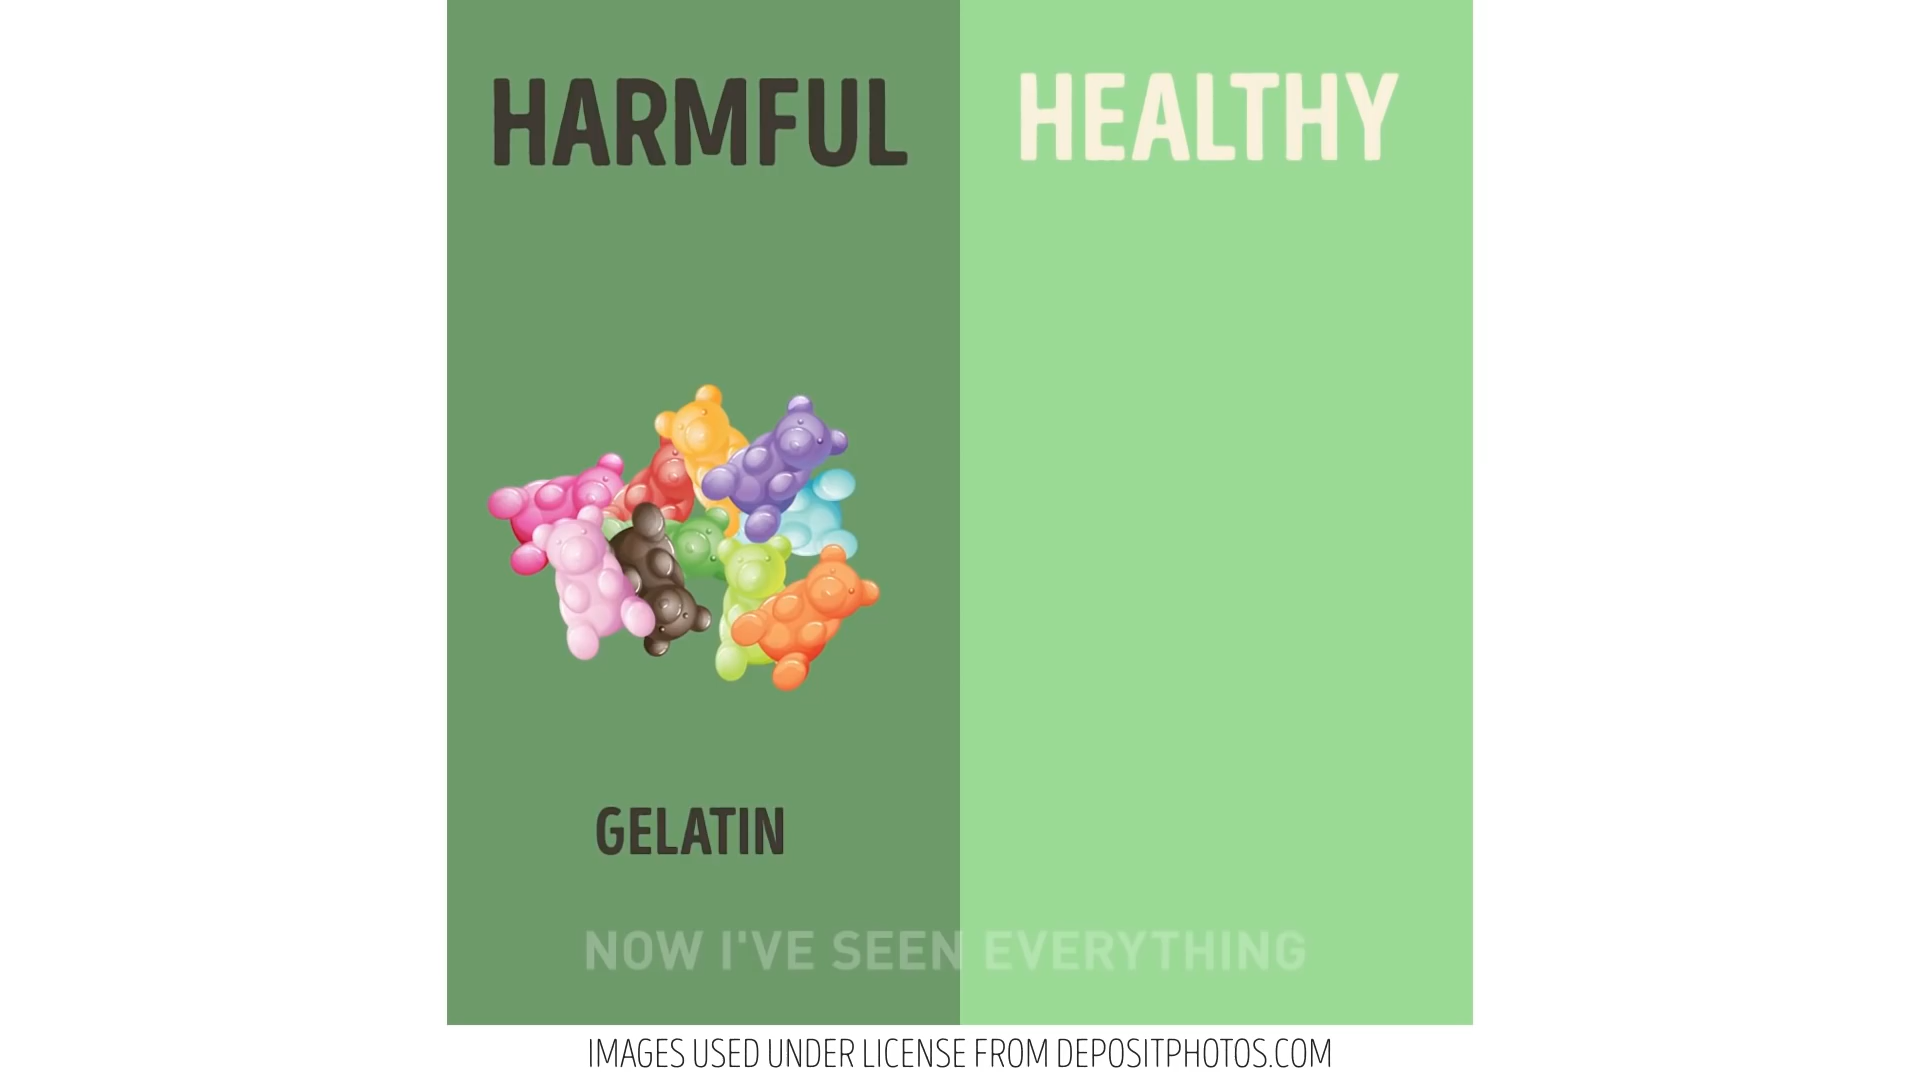 HARMFUL
HEALTHY
GELATIN
NOW I'VE SEEN EVERYTHING
IMAGES USED UNDER LICENSE FROM DEPOSITPHOTOS.COM